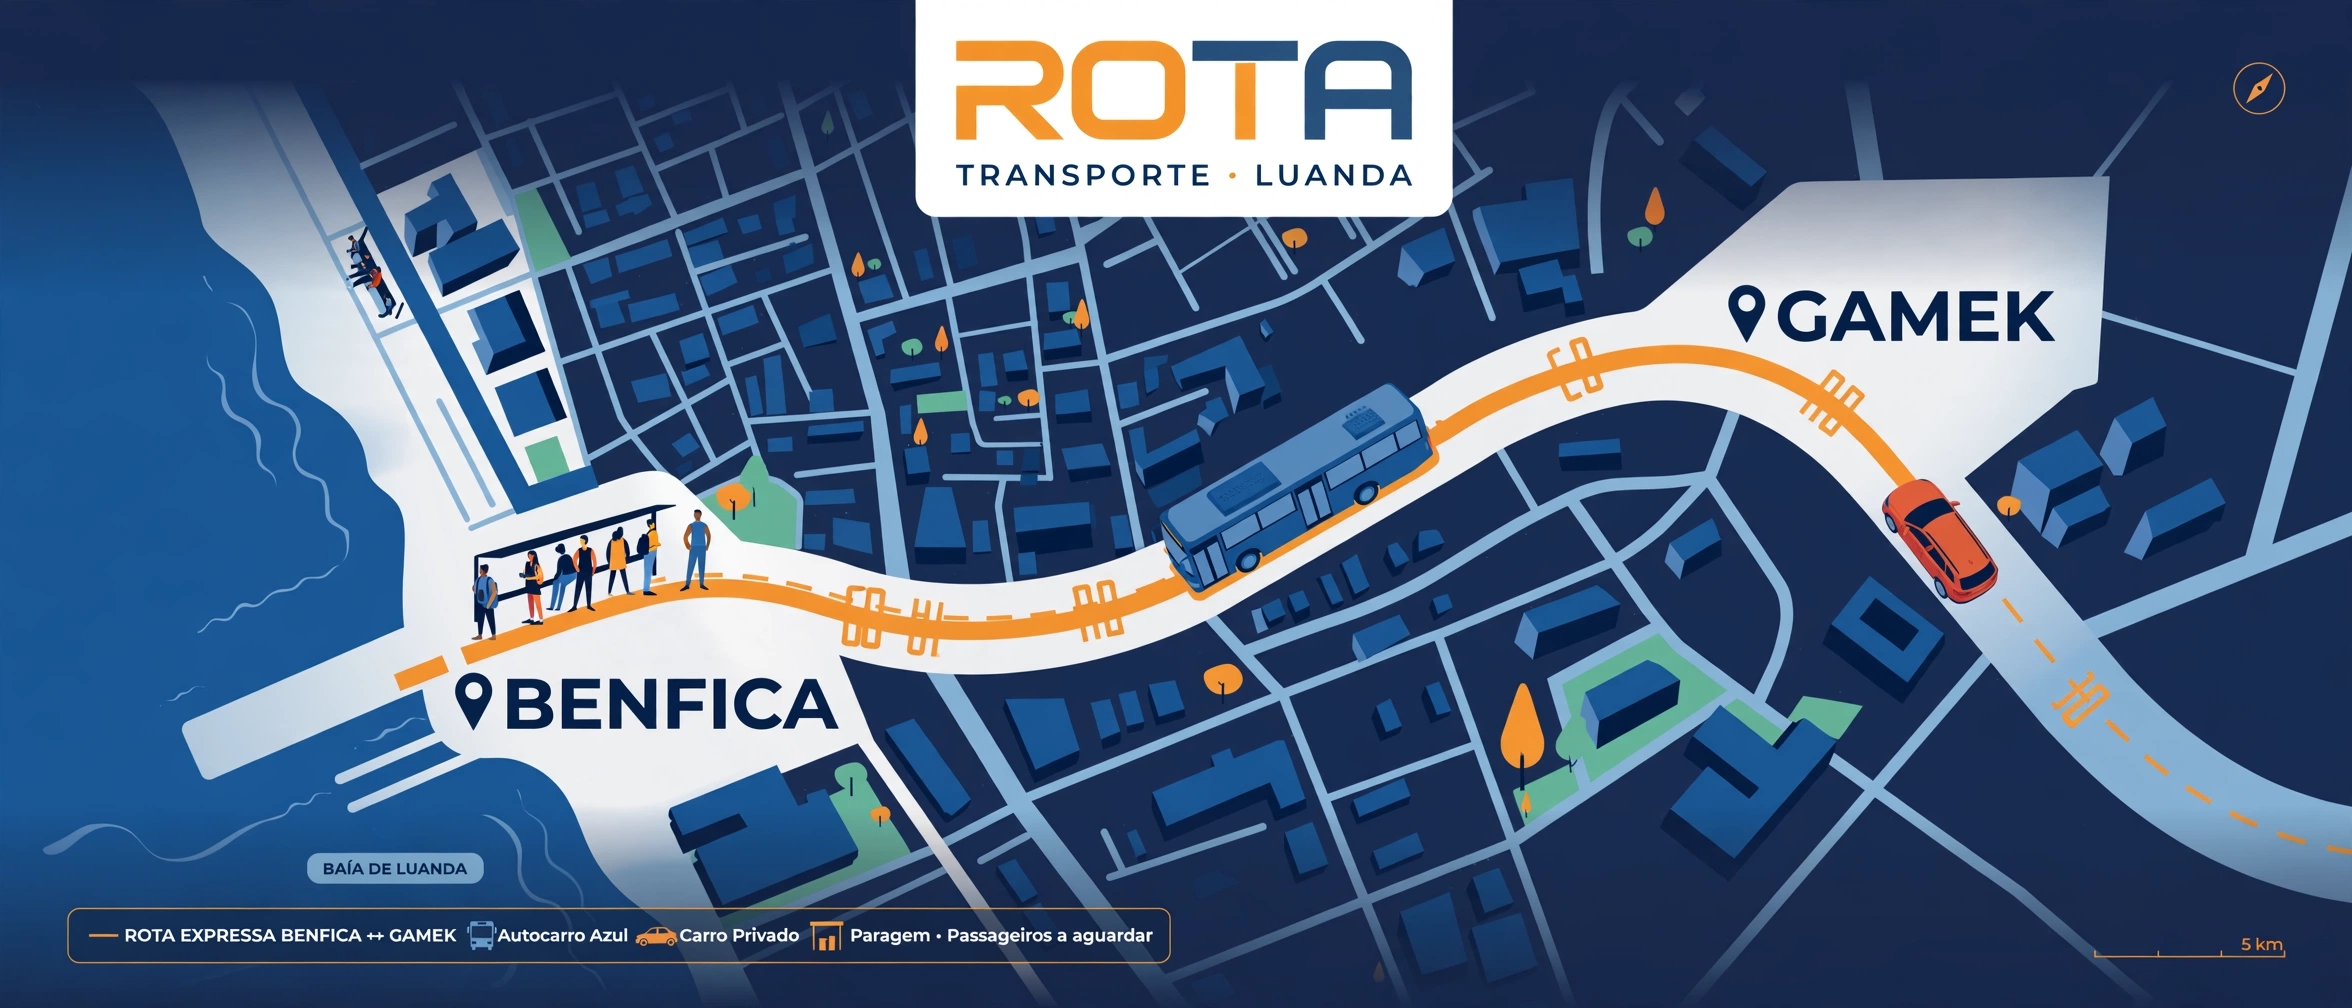 ROTA
TRANSPORTE • LUANDA
GAMEK
BENFICA
BAÍA DE LUANDA
ROTA EXPRESSA BENFICA ↔ GAMEK Autocarro Azul Carro Privado Paragem • Passageiros a aguardar
5 km